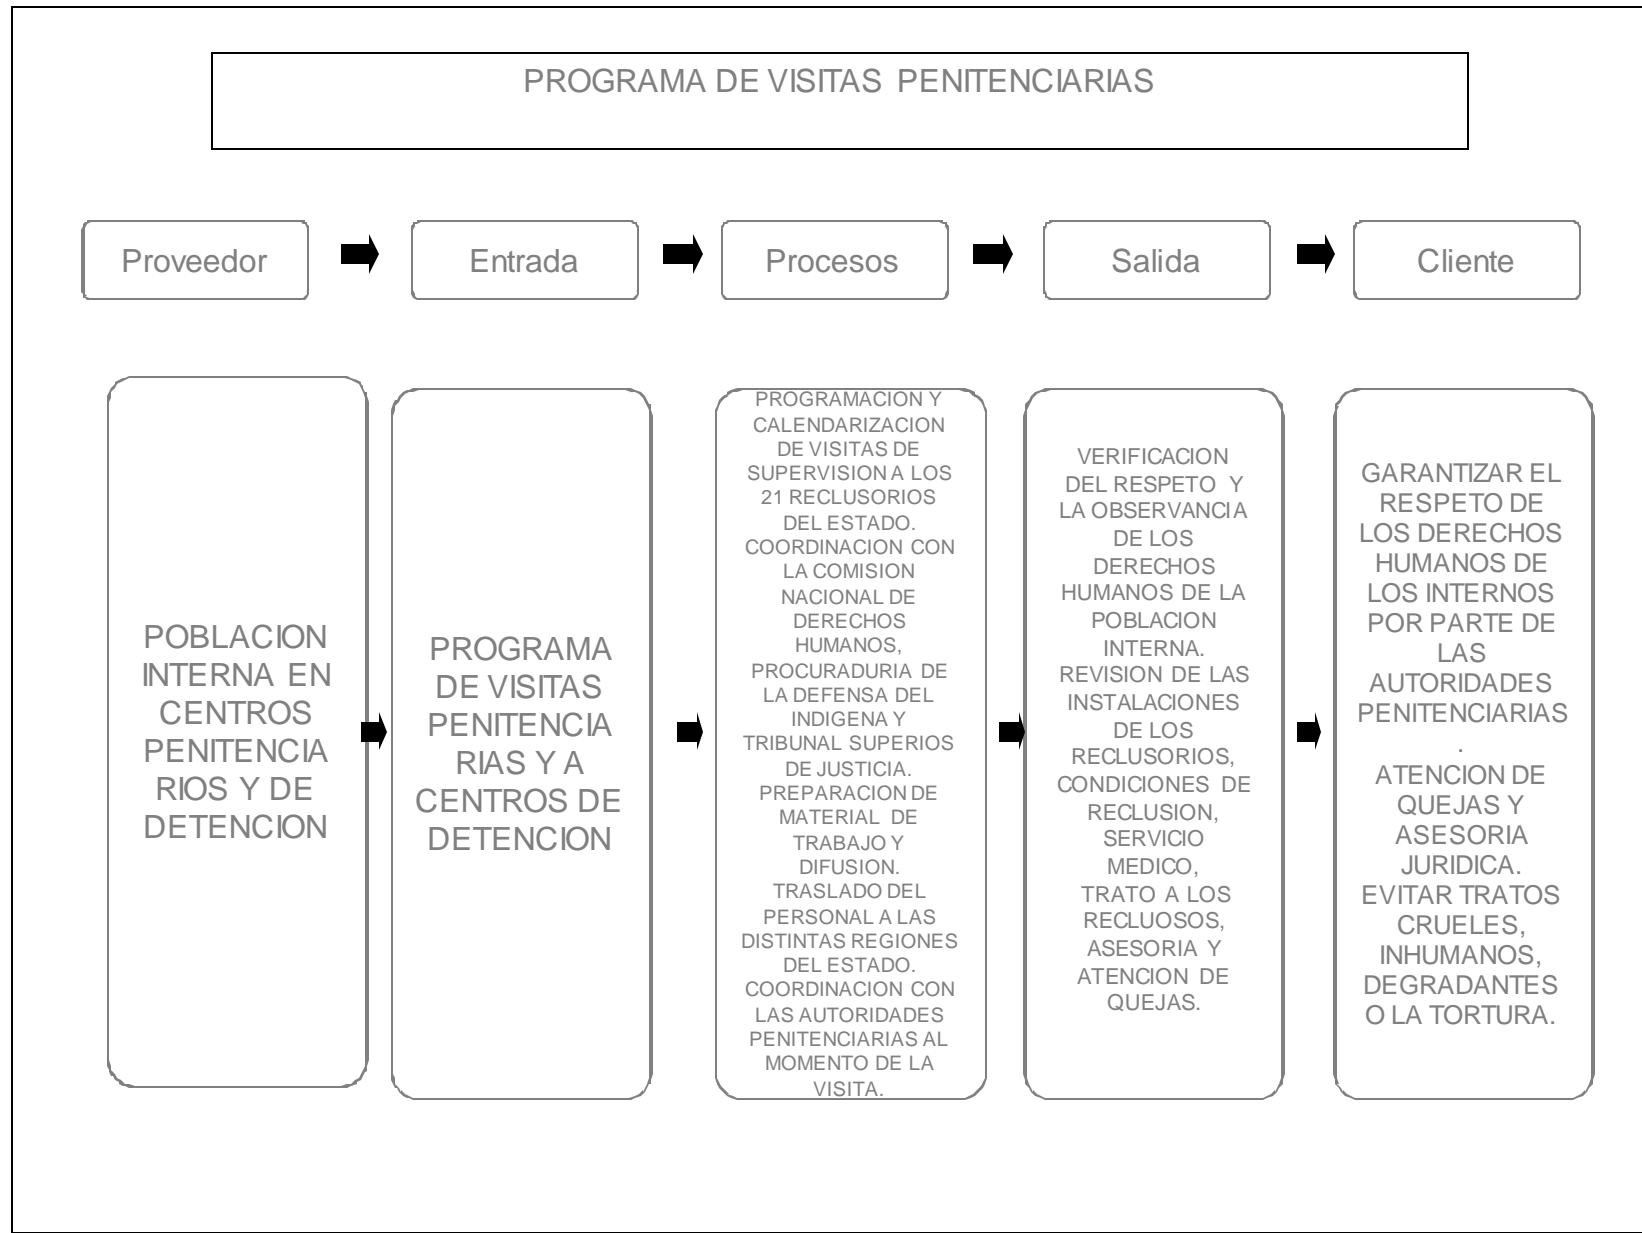 PROGRAMA DE VISITAS PENITENCIARIAS
Proveedor
Entrada
Procesos
Salida
Cliente
POBLACION
INTERNA EN
CENTROS
PENITENCIA
RIOS Y DE
DETENCION
PROGRAMA
DE VISITAS
PENITENCIA
RIAS Y A
CENTROS DE
DETENCION
PROGRAMACION Y
CALENDARIZACION
DE VISITAS DE
SUPERVISION A LOS
21 RECLUSORIOS
DEL ESTADO.
COORDINACION CON
LA COMISION
NACIONAL DE
DERECHOS
HUMANOS,
PROCURADURIA DE
LA DEFENSA DEL
INDIGENA Y
TRIBUNAL SUPERIOS
DE JUSTICIA.
PREPARACION DE
MATERIAL DE
TRABAJO Y
DIFUSION.
TRASLADO DEL
PERSONAL A LAS
DISTINTAS REGIONES
DEL ESTADO.
COORDINACION CON
LAS AUTORIDADES
PENITENCIARIAS AL
MOMENTO DE LA
VISITA.
VERIFICACION
DEL RESPETO Y
LA OBSERVANCIA
DE LOS
DERECHOS
HUMANOS DE LA
POBLACION
INTERNA.
REVISION DE LAS
INSTALACIONES
DE LOS
RECLUSORIOS,
CONDICIONES DE
RECLUSION,
SERVICIO
MEDICO,
TRATO A LOS
RECLUOSOS,
ASESORIA Y
ATENCION DE
QUEJAS.
GARANTIZAR EL
RESPETO DE
LOS DERECHOS
HUMANOS DE
LOS INTERNOS
POR PARTE DE
LAS
AUTORIDADES
PENITENCIARIAS
.
ATENCION DE
QUEJAS Y
ASESORIA
JURIDICA.
EVITAR TRATOS
CRUELES,
INHUMANOS,
DEGRADANTES
O LA TORTURA.